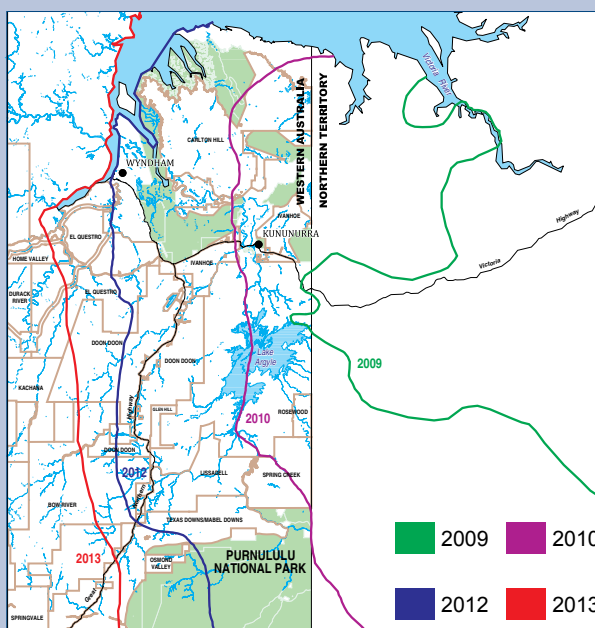 Victoria River
WESTERN AUSTRALIA
NORTHERN TERRITORY
CARLTON HILL
WYNDHAM
IVANHOE
KUNUNURRA
EL QUESTRO
HOME VALLEY
IVANHOE
Victoria
Highway
DURACK
RIVER
EL QUESTRO
DOON DOON
Lake
Argyle
DOON DOON
2009
KACHANA
Highway
GLEN HILL
2010
ROSEWOOD
DOON DOON
2012
LISSADELL
SPRING CREEK
BOW RIVER
Northern
TEXAS DOWNS/MABEL DOWNS
2013
OSMOND
VALLEY
PURNULULU
NATIONAL PARK
Great
SPRINGVALE
2009
2010
2012
2013